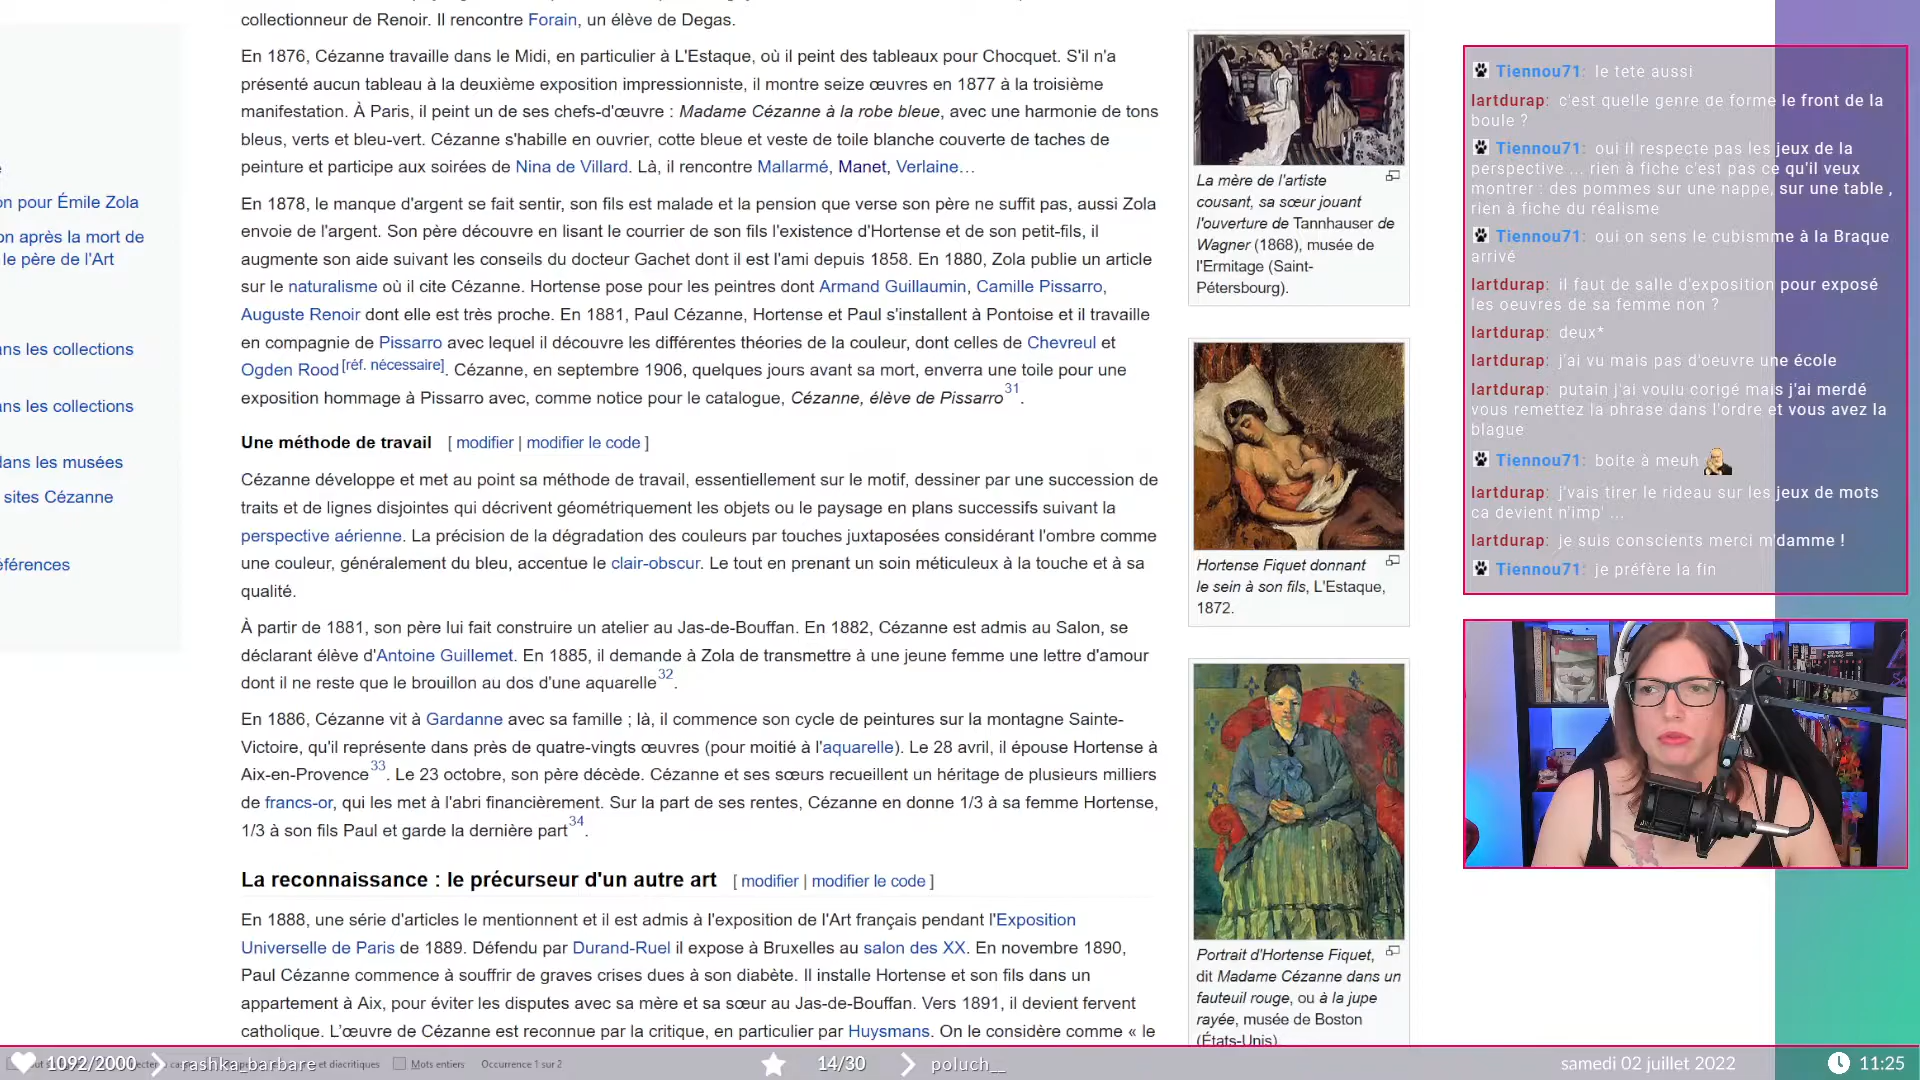 collectionneur de Renoir. Il rencontre Forain, un élève de Degas.
En 1876, Cézanne travaille dans le Midi, en particulier à L'Estaque, où il peint des tableaux pour Chocquet. S'il n'a
présenté aucun tableau à la deuxième exposition impressionniste, il montre seize œuvres en 1877 à la troisième
manifestation. À Paris, il peint un de ses chefs-d'œuvre : Madame Cézanne à la robe bleue, avec une harmonie de tons
bleus, verts et bleu-vert. Cézanne s'habille en ouvrier, cotte bleue et veste de toile blanche couverte de taches de
peinture et participe aux soirées de Nina de Villard. Là, il rencontre Mallarmé, Manet, Verlaine…
En 1878, le manque d'argent se fait sentir, son fils est malade et la pension que verse son père ne suffit pas, aussi Zola
envoie de l'argent. Son père découvre en lisant le courrier de son fils l'existence d'Hortense et de son petit-fils, il
augmente son aide suivant les conseils du docteur Gachet dont il est l'ami depuis 1858. En 1880, Zola publie un article
sur le naturalisme où il cite Cézanne. Hortense pose pour les peintres dont Armand Guillaumin, Camille Pissarro,
Auguste Renoir dont elle est très proche. En 1881, Paul Cézanne, Hortense et Paul s'installent à Pontoise et il travaille
en compagnie de Pissarro avec lequel il découvre les différentes théories de la couleur, dont celles de Chevreul et
Ogden Rood[réf. nécessaire]. Cézanne, en septembre 1906, quelques jours avant sa mort, enverra une toile pour une
exposition hommage à Pissarro avec, comme notice pour le catalogue, Cézanne, élève de Pissarro31.
Une méthode de travail [ modifier | modifier le code ]
Cézanne développe et met au point sa méthode de travail, essentiellement sur le motif, dessiner par une succession de
traits et de lignes disjointes qui décrivent géométriquement les objets ou le paysage en plans successifs suivant la
perspective aérienne. La précision de la dégradation des couleurs par touches juxtaposées considérant l'ombre comme
une couleur, généralement du bleu, accentue le clair-obscur. Le tout en prenant un soin méticuleux à la touche et à sa
qualité.
À partir de 1881, son père lui fait construire un atelier au Jas-de-Bouffan. En 1882, Cézanne est admis au Salon, se
déclarant élève d'Antoine Guillemet. En 1885, il demande à Zola de transmettre à une jeune femme une lettre d'amour
dont il ne reste que le brouillon au dos d'une aquarelle32.
En 1886, Cézanne vit à Gardanne avec sa famille ; là, il commence son cycle de peintures sur la montagne Sainte-
Victoire, qu'il représente dans près de quatre-vingts œuvres (pour moitié à l'aquarelle). Le 28 avril, il épouse Hortense à
Aix-en-Provence33. Le 23 octobre, son père décède. Cézanne et ses sœurs recueillent un héritage de plusieurs milliers
de francs-or, qui les met à l'abri financièrement. Sur la part de ses rentes, Cézanne en donne 1/3 à sa femme Hortense,
1/3 à son fils Paul et garde la dernière part34.
La reconnaissance : le précurseur d'un autre art [ modifier | modifier le code ]
En 1888, une série d'articles le mentionnent et il est admis à l'exposition de l'Art français pendant l'Exposition
Universelle de Paris de 1889. Défendu par Durand-Ruel il expose à Bruxelles au salon des XX. En novembre 1890,
Paul Cézanne commence à souffrir de graves crises dues à son diabète. Il installe Hortense et son fils dans un
appartement à Aix, pour éviter les disputes avec sa mère et sa sœur au Jas-de-Bouffan. Vers 1891, il devient fervent
catholique. L'œuvre de Cézanne est reconnue par la critique, en particulier par Huysmans. On le considère comme « le
on pour Émile Zola
on après la mort de
le père de l'Art
ans les collections
ans les collections
dans les musées
sites Cézanne
éférences
La mère de l'artiste
cousant, sa sœur jouant
l'ouverture de Tannhauser de
Wagner (1868), musée de
l'Ermitage (Saint-
Pétersbourg).
Hortense Fiquet donnant
le sein à son fils, L'Estaque,
1872.
Portrait d'Hortense Fiquet,
dit Madame Cézanne dans un
fauteuil rouge, ou à la jupe
rayée, musée de Boston
(États-Unis)
Tiennou71: le tete aussi
lartdurap: c'est quelle genre de forme le front de la
boule ?
Tiennou71: oui il respecte pas les jeux de la
perspective ... rien à fiche c'est pas ce qu'il veux
montrer : des pommes sur une nappe, sur une table ,
rien à fiche du réalisme
Tiennou71: oui on sens le cubismme à la Braque
arrivé
lartdurap: il faut de salle d'exposition pour exposé
les oeuvres de sa femme non ?
lartdurap: deux*
lartdurap: j'ai vu mais pas d'oeuvre une école
lartdurap: putain j'ai voulu corigé mais j'ai merdé
vous remettez la phrase dans l'ordre et vous avez la
blague
Tiennou71: boite à meuh
lartdurap: j'vais tirer le rideau sur les jeux de mots
ca devient n'imp' ...
lartdurap: je suis conscients merci m'damme !
Tiennou71: je préfère la fin
1092/2000 rashka_barbare et diacritiques Mots entiers Occurrence 1 sur 2 14/30 poluch__ samedi 02 juillet 2022 11:25